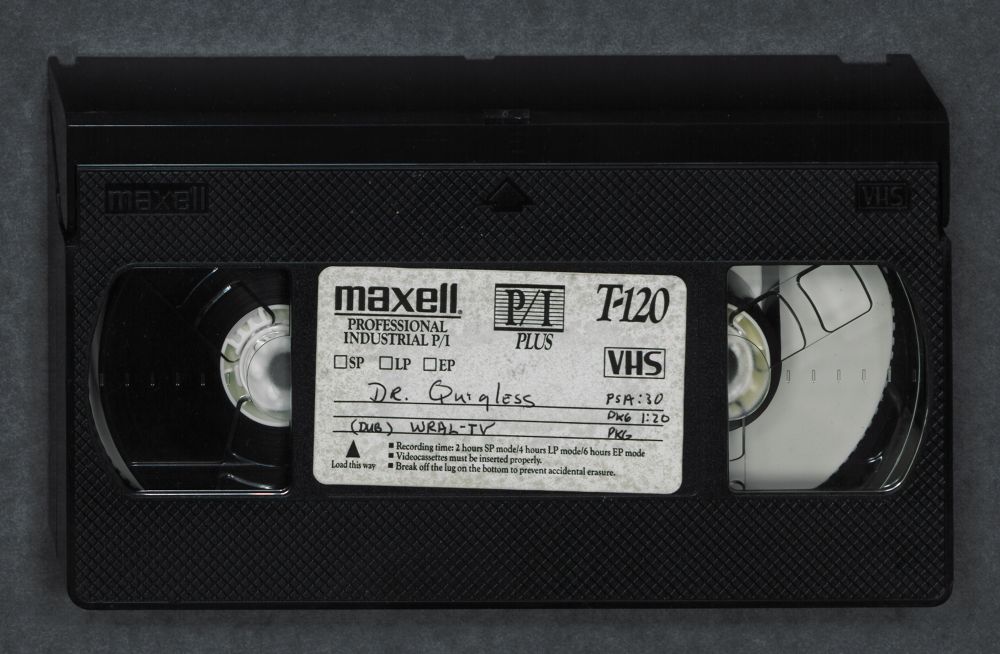 maxell
VHS
maxell®
PROFESSIONAL
INDUSTRIAL P/I
P/I
PLUS
T-120
VHS
SP LP EP
DR. Quigless PSA :30
PKG 1:20
(DUB) WRAL-TV PKG
Load this way
Recording time: 2 hours SP mode/4 hours LP mode/6 hours EP mode
Videocassettes must be inserted properly.
Break off the lug on the bottom to prevent accidental erasure.